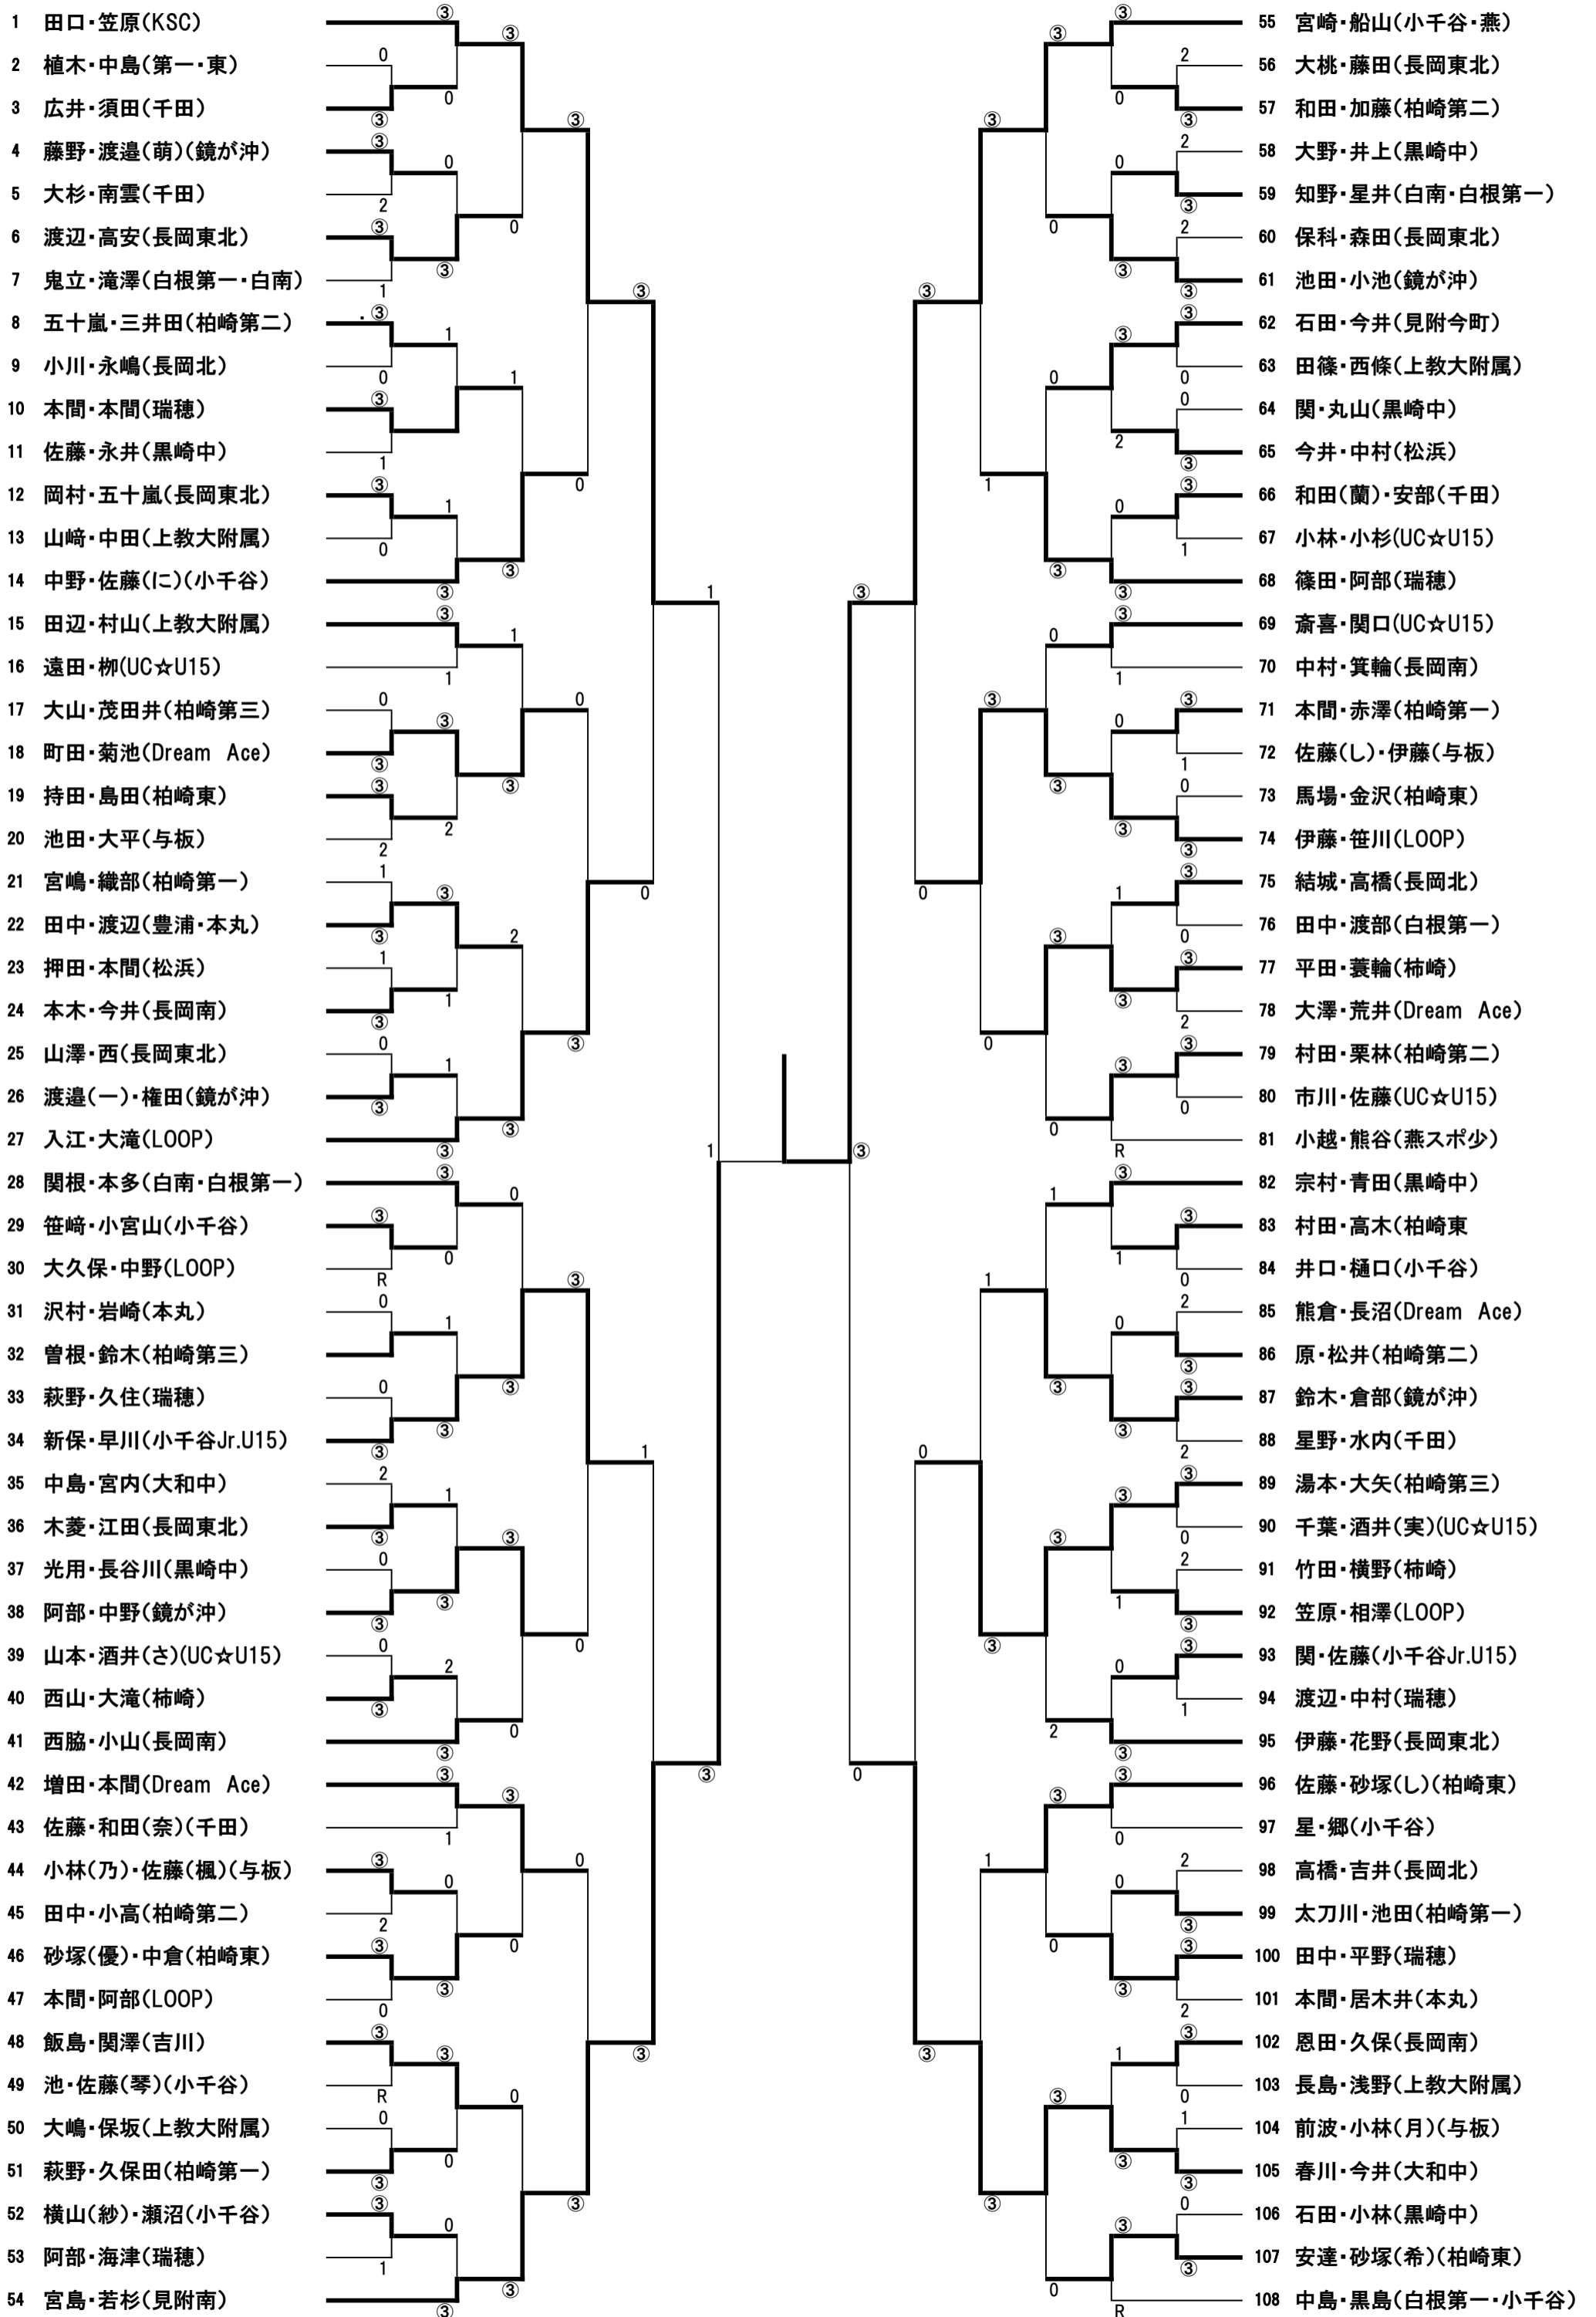 1 田口・笠原(KSC)
2 植木・中島(第一・東)
3 広井・須田(千田)
4 藤野・渡邉(萌)(鏡が沖)
5 大杉・南雲(千田)
6 渡辺・高安(長岡東北)
7 鬼立・滝澤(白根第一・白南)
8 五十嵐・三井田(柏崎第二)
9 小川・永嶋(長岡北)
10 本間・本間(瑞穂)
11 佐藤・永井(黒崎中)
12 岡村・五十嵐(長岡東北)
13 山﨑・中田(上教大附属)
14 中野・佐藤(に)(小千谷)
15 田辺・村山(上教大附属)
16 遠田・栁(UC☆U15)
17 大山・茂田井(柏崎第三)
18 町田・菊池(Dream Ace)
19 持田・島田(柏崎東)
20 池田・大平(与板)
21 宮嶋・織部(柏崎第一)
22 田中・渡辺(豊浦・本丸)
23 押田・本間(松浜)
24 本木・今井(長岡南)
25 山澤・西(長岡東北)
26 渡邉(一)・権田(鏡が沖)
27 入江・大滝(LOOP)
28 関根・本多(白南・白根第一)
29 笹﨑・小宮山(小千谷)
30 大久保・中野(LOOP)
31 沢村・岩崎(本丸)
32 曽根・鈴木(柏崎第三)
33 萩野・久住(瑞穂)
34 新保・早川(小千谷Jr.U15)
35 中島・宮内(大和中)
36 木菱・江田(長岡東北)
37 光用・長谷川(黒崎中)
38 阿部・中野(鏡が沖)
39 山本・酒井(さ)(UC☆U15)
40 西山・大滝(柿崎)
41 西脇・小山(長岡南)
42 増田・本間(Dream Ace)
43 佐藤・和田(奈)(千田)
44 小林(乃)・佐藤(楓)(与板)
45 田中・小高(柏崎第二)
46 砂塚(優)・中倉(柏崎東)
47 本間・阿部(LOOP)
48 飯島・関澤(吉川)
49 池・佐藤(琴)(小千谷)
50 大嶋・保坂(上教大附属)
51 萩野・久保田(柏崎第一)
52 横山(紗)・瀬沼(小千谷)
53 阿部・海津(瑞穂)
54 宮島・若杉(見附南)
55 宮崎・船山(小千谷・燕)
56 大桃・藤田(長岡東北)
57 和田・加藤(柏崎第二)
58 大野・井上(黒崎中)
59 知野・星井(白南・白根第一)
60 保科・森田(長岡東北)
61 池田・小池(鏡が沖)
62 石田・今井(見附今町)
63 田篠・西條(上教大附属)
64 関・丸山(黒崎中)
65 今井・中村(松浜)
66 和田(蘭)・安部(千田)
67 小林・小杉(UC☆U15)
68 篠田・阿部(瑞穂)
69 斎喜・関口(UC☆U15)
70 中村・箕輪(長岡南)
71 本間・赤澤(柏崎第一)
72 佐藤(し)・伊藤(与板)
73 馬場・金沢(柏崎東)
74 伊藤・笹川(LOOP)
75 結城・高橋(長岡北)
76 田中・渡部(白根第一)
77 平田・蓑輪(柿崎)
78 大澤・荒井(Dream Ace)
79 村田・栗林(柏崎第二)
80 市川・佐藤(UC☆U15)
81 小越・熊谷(燕スポ少)
82 宗村・青田(黒崎中)
83 村田・高木(柏崎東
84 井口・樋口(小千谷)
85 熊倉・長沼(Dream Ace)
86 原・松井(柏崎第二)
87 鈴木・倉部(鏡が沖)
88 星野・水内(千田)
89 湯本・大矢(柏崎第三)
90 千葉・酒井(実)(UC☆U15)
91 竹田・横野(柿崎)
92 笠原・相澤(LOOP)
93 関・佐藤(小千谷Jr.U15)
94 渡辺・中村(瑞穂)
95 伊藤・花野(長岡東北)
96 佐藤・砂塚(し)(柏崎東)
97 星・郷(小千谷)
98 高橋・吉井(長岡北)
99 太刀川・池田(柏崎第一)
100 田中・平野(瑞穂)
101 本間・居木井(本丸)
102 恩田・久保(長岡南)
103 長島・浅野(上教大附属)
104 前波・小林(月)(与板)
105 春川・今井(大和中)
106 石田・小林(黒崎中)
107 安達・砂塚(希)(柏崎東)
108 中島・黒島(白根第一・小千谷)